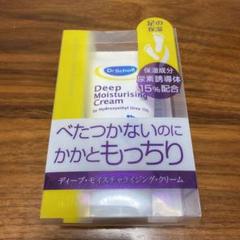 足の
保湿
Dr.Scholl
Deep
Moisturising
Cream
保湿成分
尿素誘導体
15%配合
べたつかないのに
かかともっちり
ディープ・モイスチャライジング・クリーム